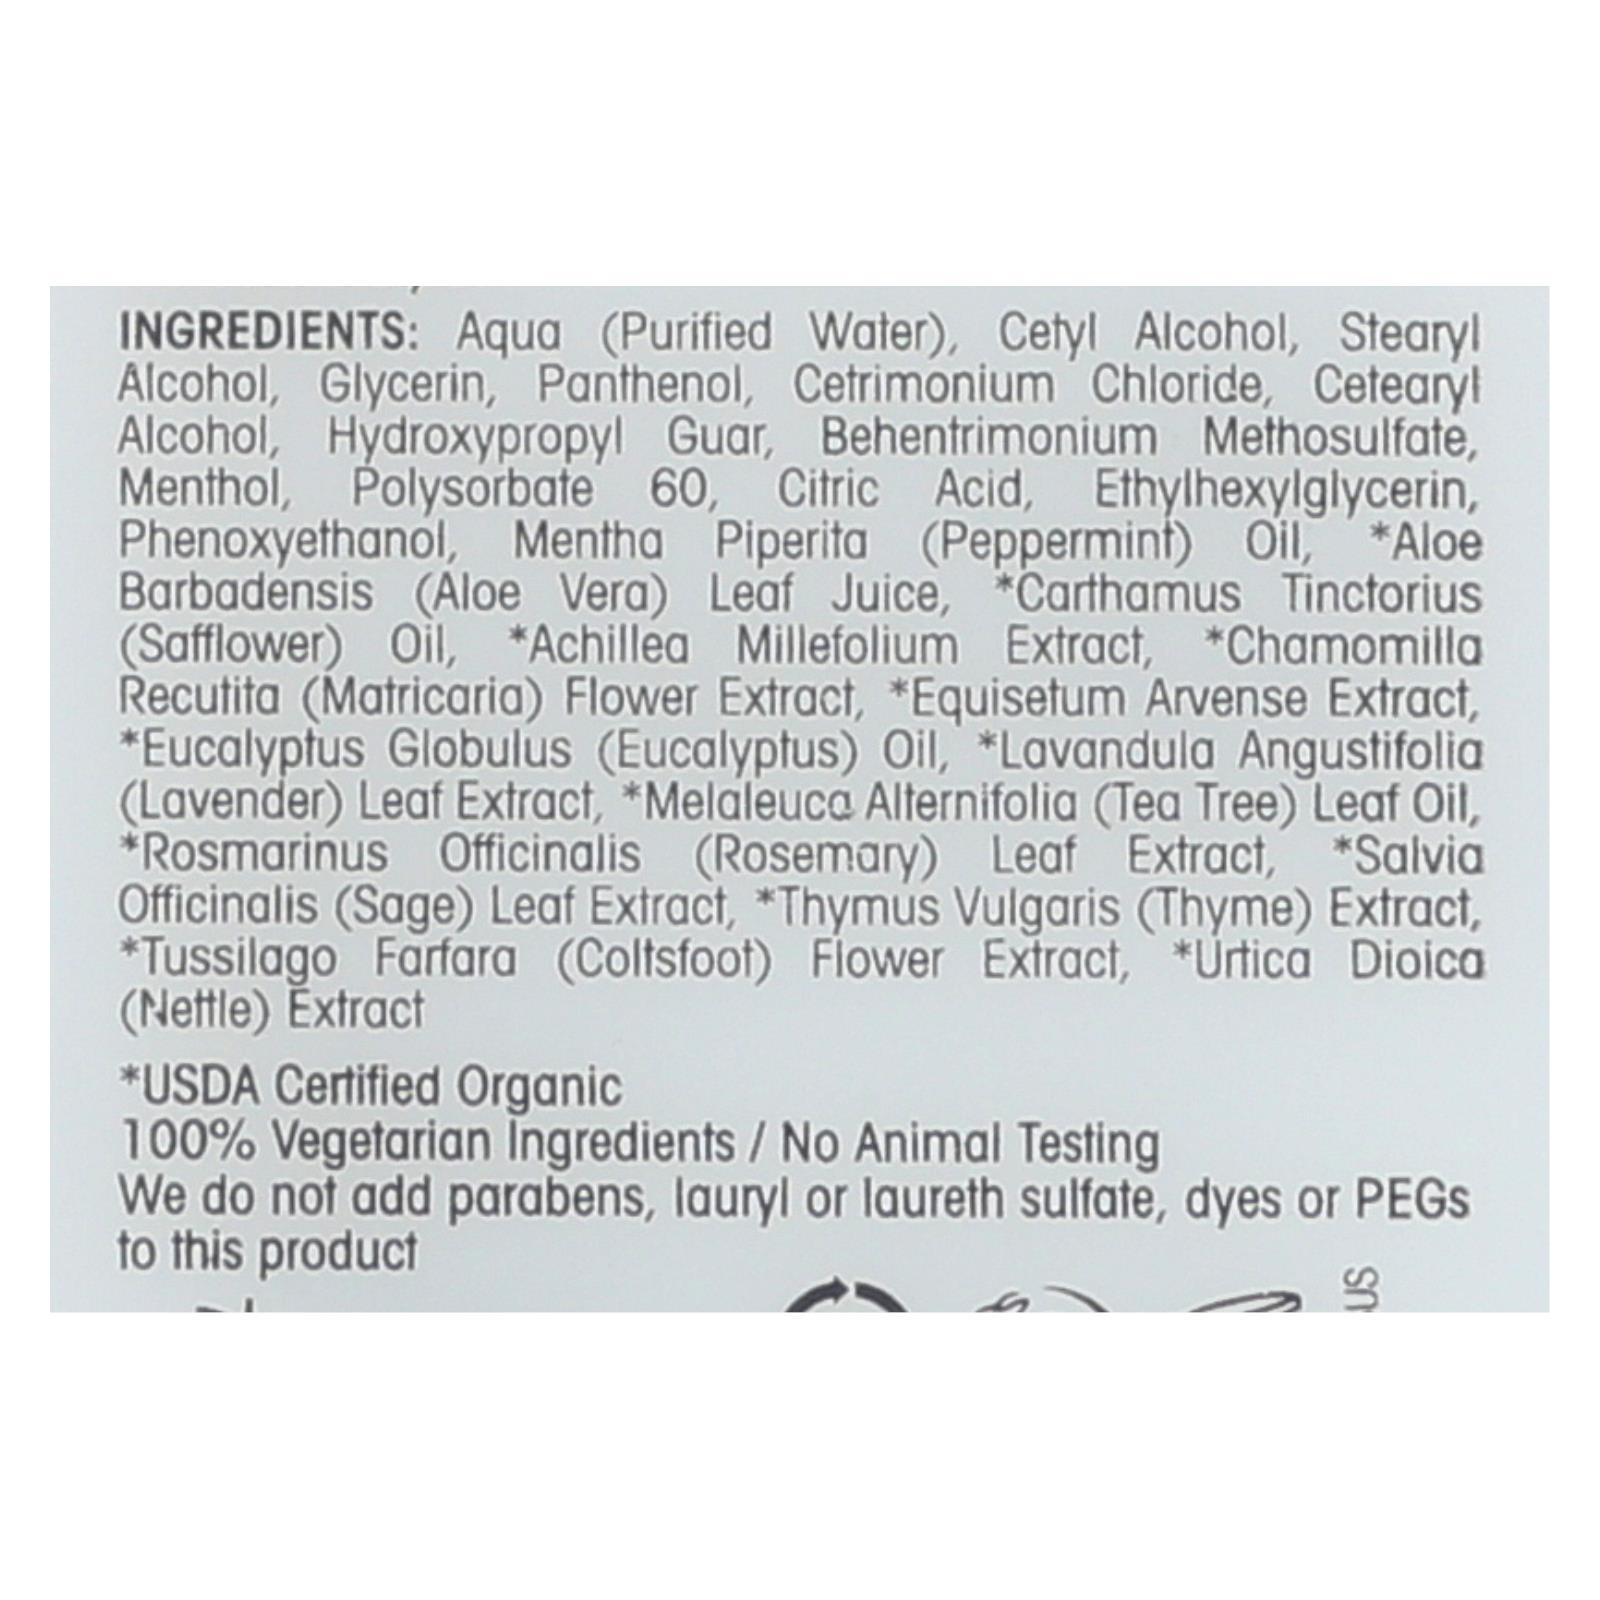 INGREDIENTS: Aqua (Purified Water), Cetyl Alcohol, Stearyl
Alcohol, Glycerin, Panthenol, Cetrimonium Chloride, Cetearyl
Alcohol, Hydroxypropyl Guar, Behentrimonium Methosulfate,
Menthol, Polysorbate 60, Citric Acid, Ethylhexylglycerin,
Phenoxyethanol, Mentha Piperita (Peppermint) Oil, *Aloe
Barbadensis (Aloe Vera) Leaf Juice, *Carthamus Tinctorius
(Safflower) Oil, *Achillea Millefolium Extract, *Chamomilla
Recutita (Matricaria) Flower Extract, *Equisetum Arvense Extract,
*Eucalyptus Globulus (Eucalyptus) Oil, *Lavandula Angustifolia
(Lavender) Leaf Extract, *Melaleuca Alternifolia (Tea Tree) Leaf Oil,
*Rosmarinus Officinalis (Rosemary) Leaf Extract, *Salvia
Officinalis (Sage) Leaf Extract, *Thymus Vulgaris (Thyme) Extract,
*Tussilago Farfara (Coltsfoot) Flower Extract, *Urtica Dioica
(Nettle) Extract
*USDA Certified Organic
100% Vegetarian Ingredients / No Animal Testing
We do not add parabens, lauryl or laureth sulfate, dyes or PEGs
to this product